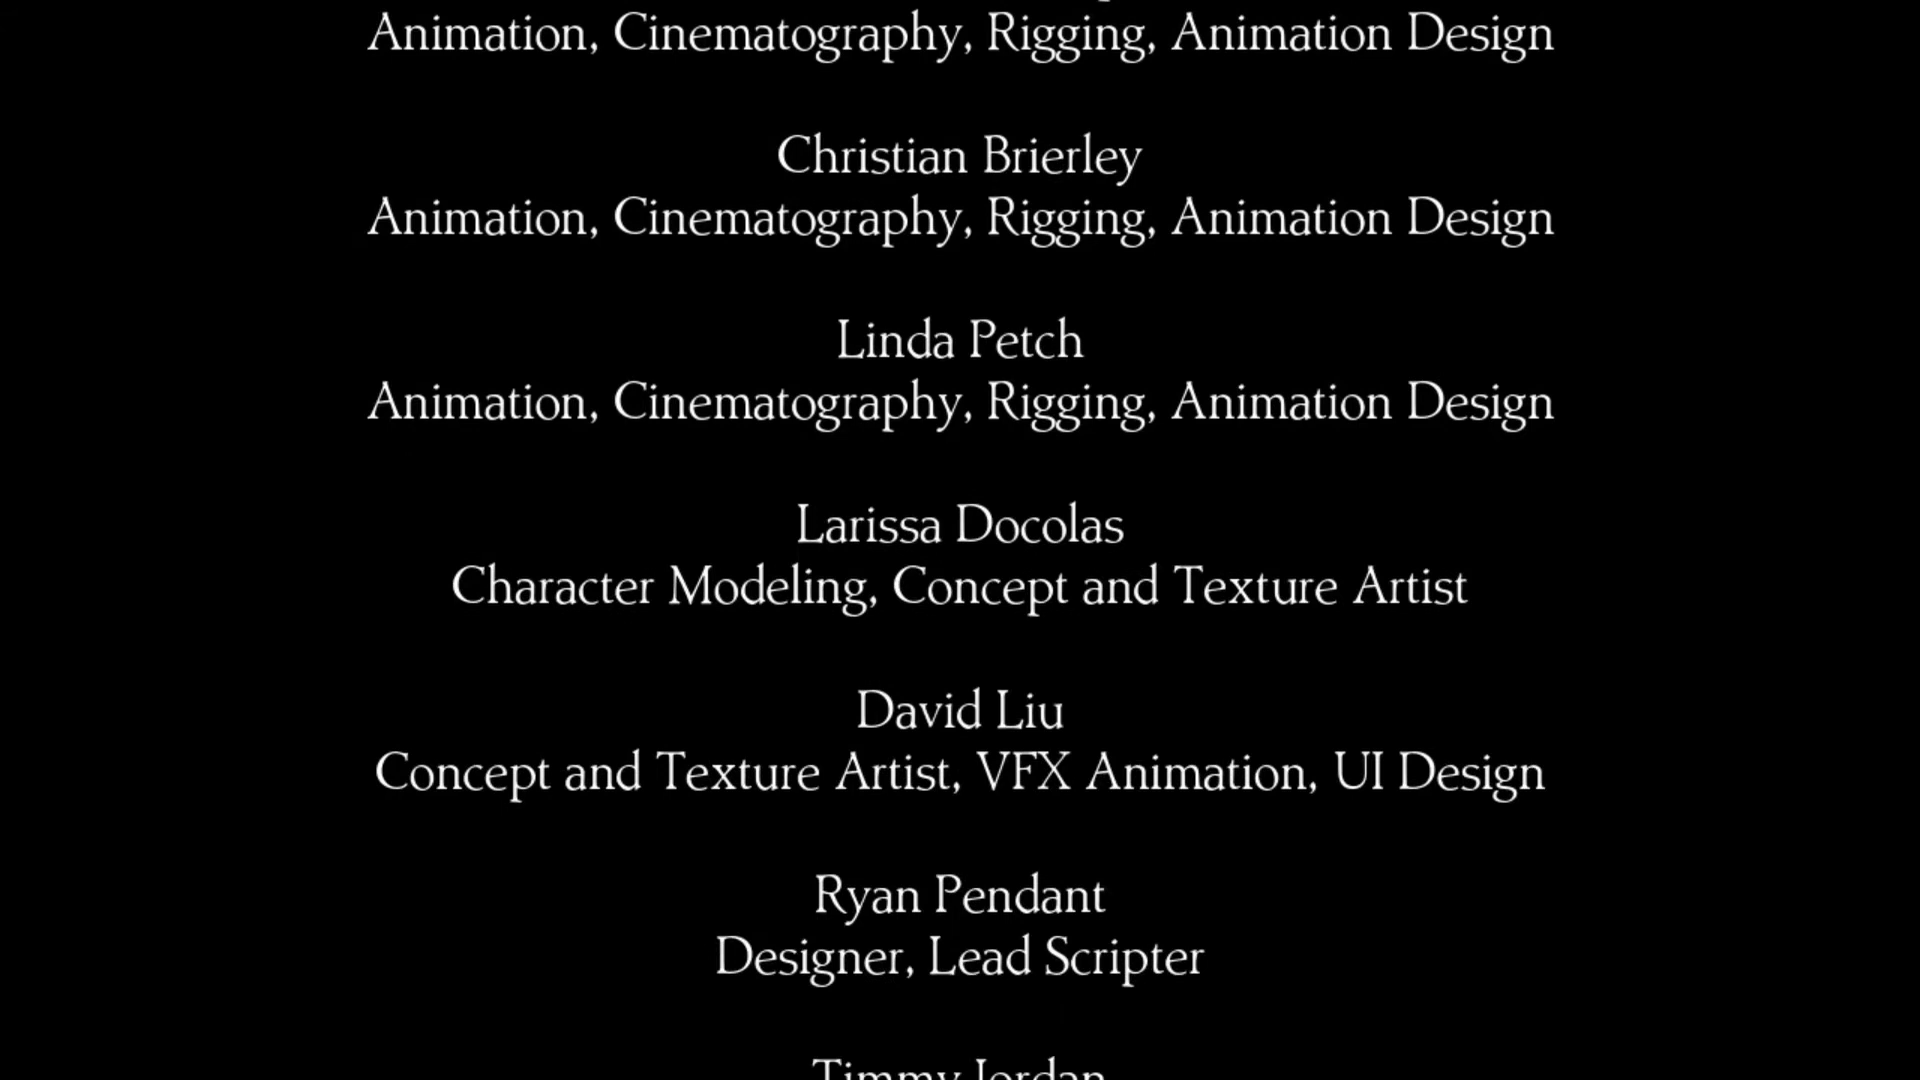 Animation, Cinematography, Rigging, Animation Design
Christian Brierley
Animation, Cinematography, Rigging, Animation Design
Linda Petch
Animation, Cinematography, Rigging, Animation Design
Larissa Docolas
Character Modeling, Concept and Texture Artist
David Liu
Concept and Texture Artist, VFX Animation, UI Design
Ryan Pendant
Designer, Lead Scripter
Timmy Jordan